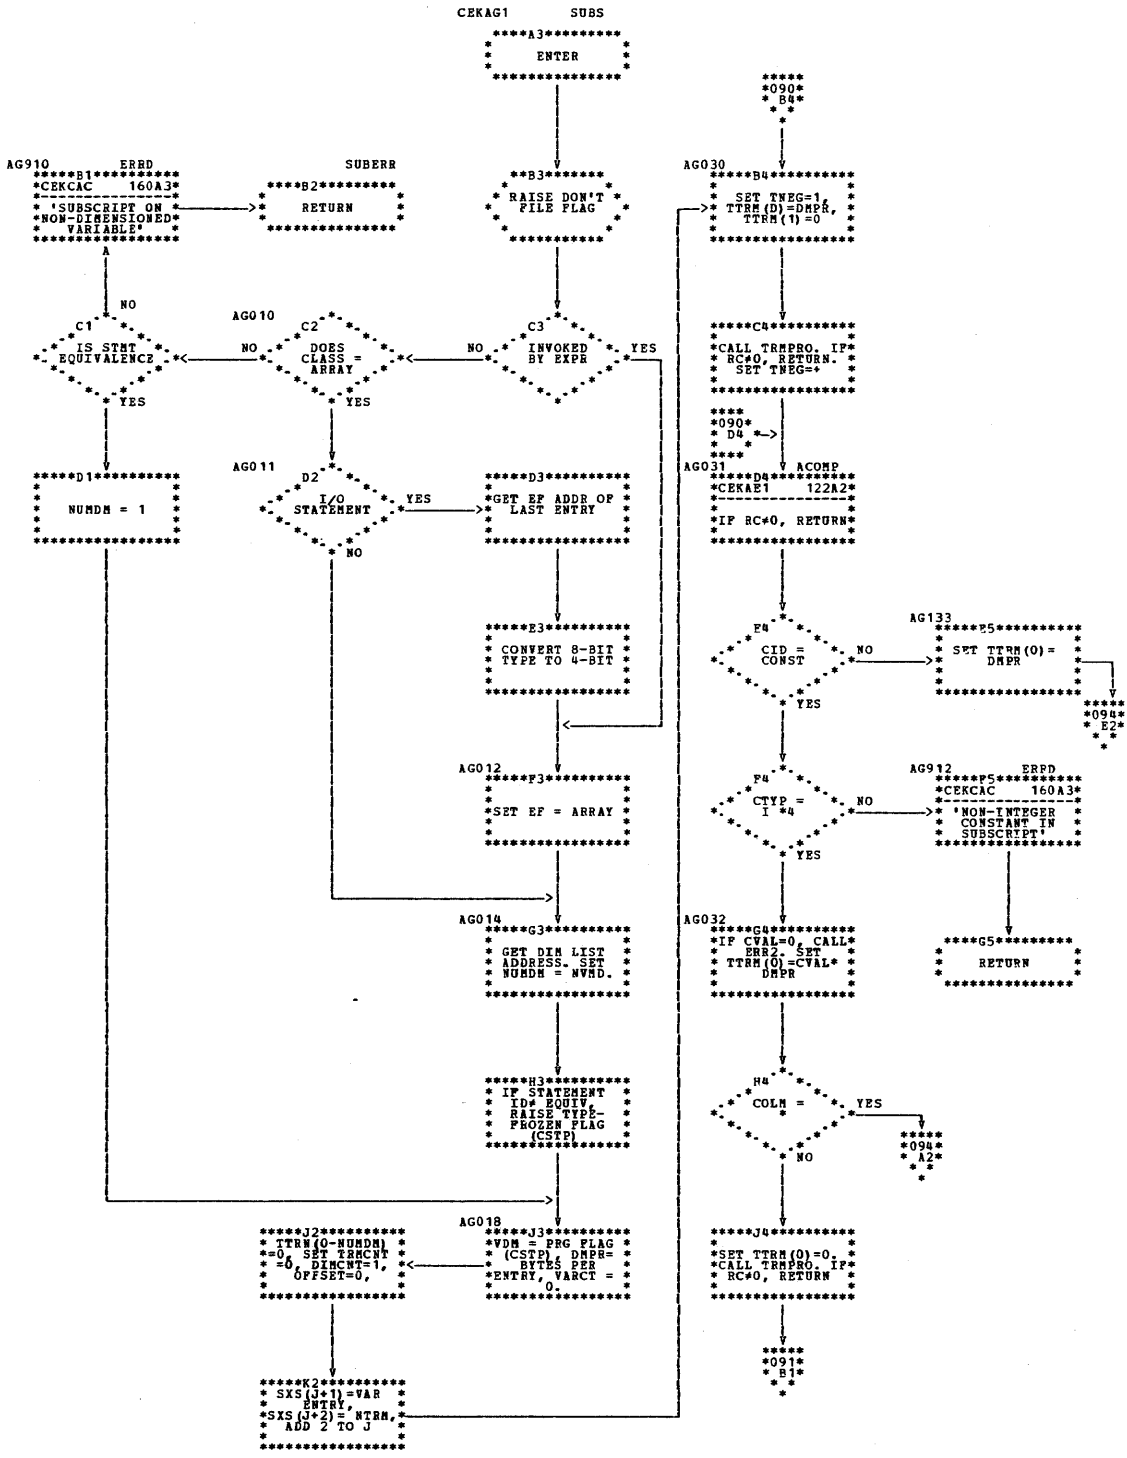 CEKAG1 SUBS
A3
ENTER
090
B4
AG910 ERRD
B1
CEKCAC 160A3
'SUBSCRIPT ON
NON-DIMENSIONED
VARIABLE'
SUBERR
B2
RETURN
B3
RAISE DON'T
FILE FLAG
AG030
B4
SET TNEG=1,
TTRM(D)=DMPR,
TTRM(1)=0
NO
C1
IS STMT
EQUIVALENCE
YES
AG010
C2
DOES
CLASS =
ARRAY
NO
YES
C3
INVOKED
BY EXPR
NO
YES
C4
CALL TRMPRO. IF
RC≠0, RETURN.
SET TNEG=+
090
D4
D1
NUMDM = 1
AG011
D2
I/O
STATEMENT
YES
NO
D3
GET EF ADDR OF
LAST ENTRY
AG031 ACOMP
D4
CEKAE1 122A2
IF RC≠0, RETURN
E3
CONVERT 8-BIT
TYPE TO 4-BIT
E4
CID =
CONST
NO
YES
AG133
E5
SET TTRM(0)=
DMPR
094
E2
AG012
F3
SET EF = ARRAY
F4
CTYP =
I *4
NO
YES
AG912 ERPD
F5
CEKCAC 160A3
'NON-INTEGER
CONSTANT IN
SUBSCRIPT'
AG014
G3
GET DIM LIST
ADDRESS. SET
NUMDM = NVMD.
AG032
G4
IF CVAL=0, CALL
ERR2. SET
TTRM(0)=CVAL*
DMPR
G5
RETURN
H3
IF STATEMENT
ID≠ EQUIV,
RAISE TYPE-
FROZEN FLAG
(CSTP)
H4
COLM =
*
YES
NO
094
A2
J2
TTRN(0-NUMDM)
=0, SET TRMCNT
=0, DIMCNT=1,
OFFSET=0,
AG018
J3
VDM = PRG FLAG
(CSTP), DMPR=
BYTES PER
ENTRY, VARCT =
0.
J4
SET TTRM(0)=0.
CALL TRMPRO. IF
RC≠0, RETURN
091
B1
K2
SXS(J+1)=VAR
ENTRY,
SXS(J+2)= NTRM,
ADD 2 TO J